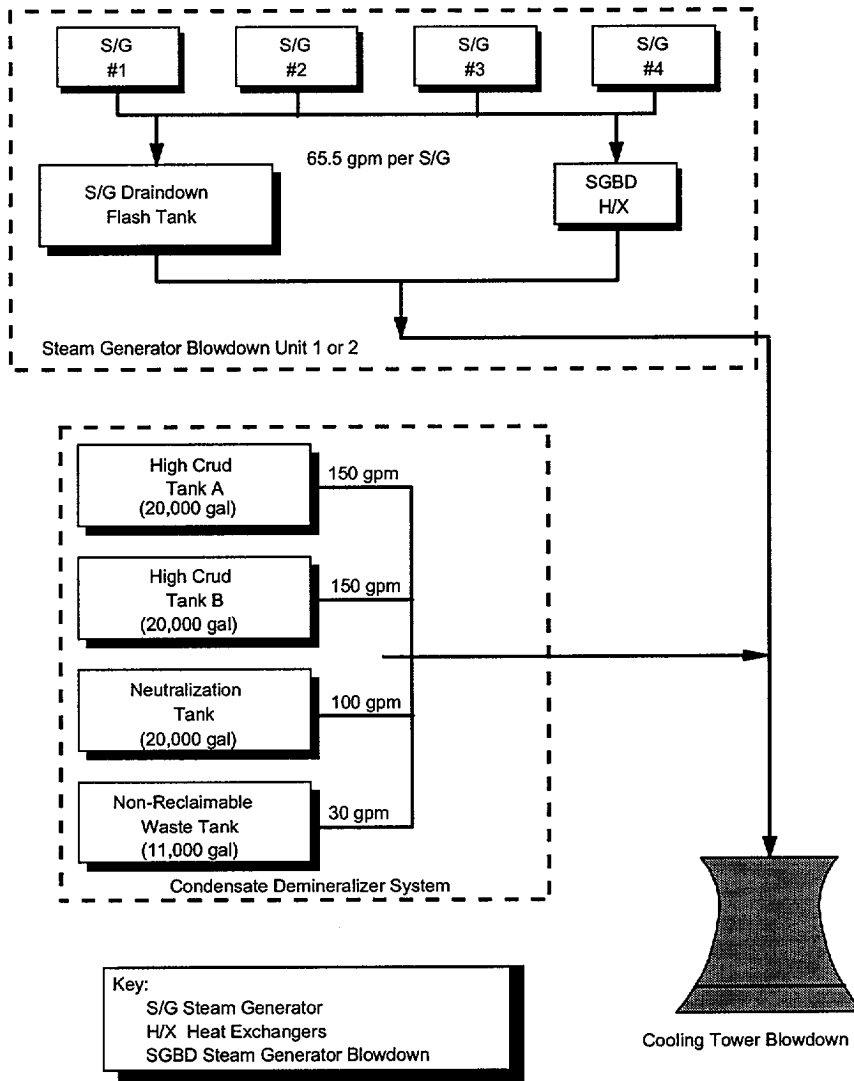 S/G
#1
S/G
#2
S/G
#3
S/G
#4
65.5 gpm per S/G
S/G Draindown
Flash Tank
SGBD
H/X
Steam Generator Blowdown Unit 1 or 2
High Crud
Tank A
(20,000 gal)
150 gpm
High Crud
Tank B
(20,000 gal)
150 gpm
Neutralization
Tank
(20,000 gal)
100 gpm
Non-Reclaimable
Waste Tank
(11,000 gal)
30 gpm
Condensate Demineralizer System
Key:
S/G Steam Generator
H/X Heat Exchangers
SGBD Steam Generator Blowdown
Cooling Tower Blowdown